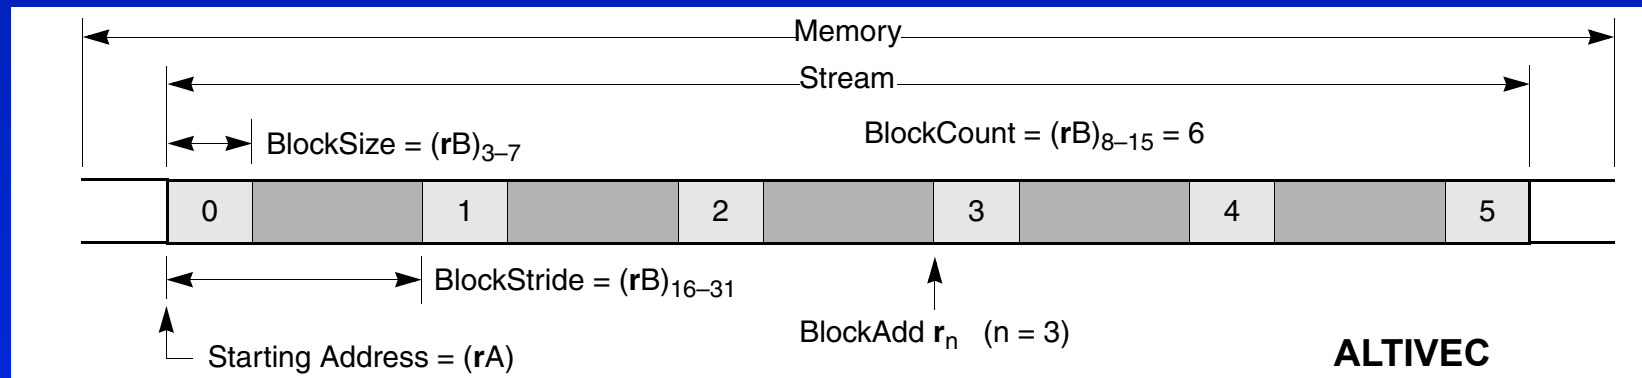 Memory
Stream
BlockSize = (rB)3–7
BlockCount = (rB)8–15 = 6
0 1 2 3 4 5
BlockStride = (rB)16–31
BlockAdd rn (n = 3)
Starting Address = (rA)
ALTIVEC